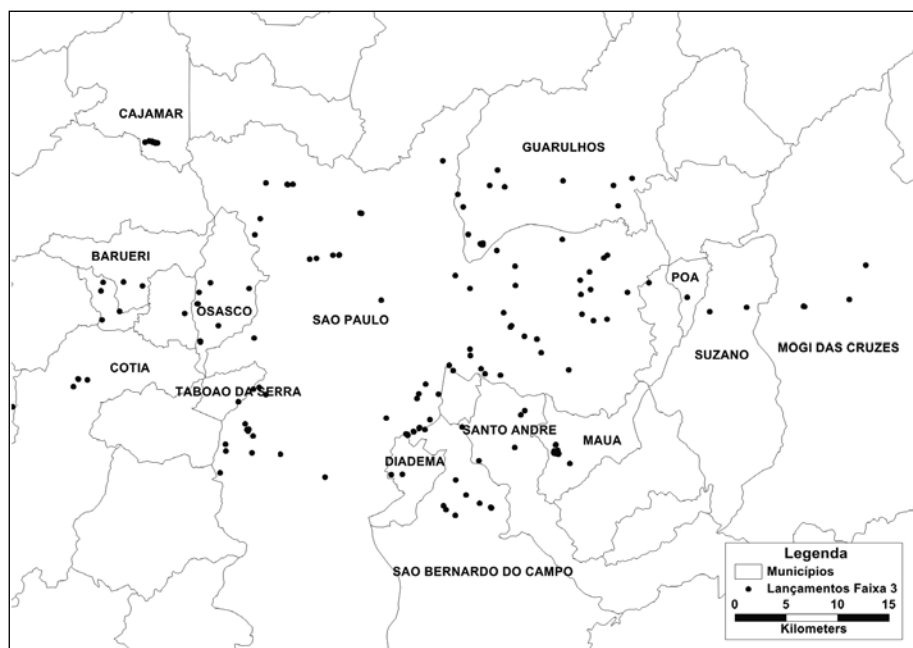 CAJAMAR
GUARULHOS
BARUERI
POA
OSASCO
SAO PAULO
SUZANO
MOGI DAS CRUZES
COTIA
TABOAO DA SERRA
SANTO ANDRE
MAUA
DIADEMA
SAO BERNARDO DO CAMPO
Legenda
Municípios
Lançamentos Faixa 3
0 5 10 15
Kilometers